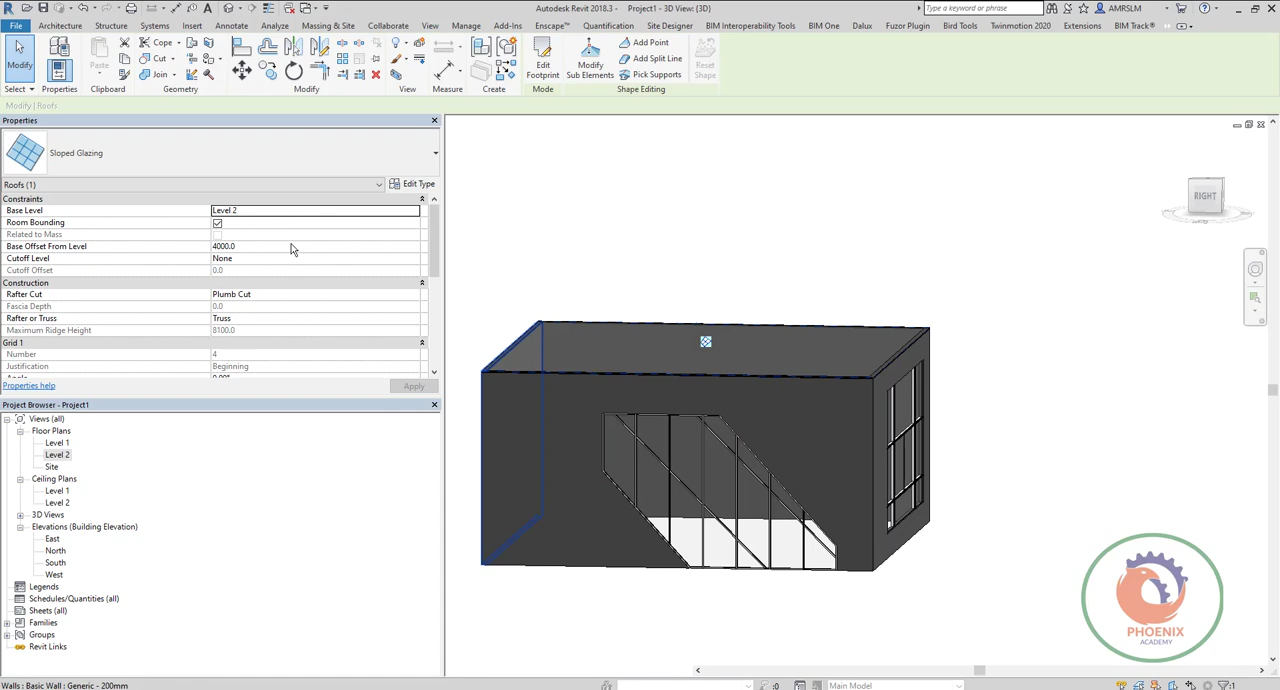 Autodesk Revit 2018.3 - Project1 - 3D View: {3D}
Type a keyword or phrase
AMRSLM
File Architecture Structure Systems Insert Annotate Analyze Massing & Site Collaborate View Manage Add-Ins Enscape™ Quantification Site Designer BIM Interoperability Tools BIM One Dalux Fuzor Plugin Bird Tools Twinmotion 2020 Extensions BIM Track®
Modify
Properties
Paste
Cope
Cut
Join
Edit Footprint
Modify Sub Elements
Add Point
Add Split Line
Pick Supports
Reset Shape
Select Properties Clipboard Geometry Modify View Measure Create Mode Shape Editing
Modify | Roofs
Properties
Sloped Glazing
Roofs (1)
Edit Type
Constraints
Base Level Level 2
Room Bounding
Related to Mass
Base Offset From Level 4000.0
Cutoff Level None
Cutoff Offset 0.0
Construction
Rafter Cut Plumb Cut
Fascia Depth 0.0
Rafter or Truss Truss
Maximum Ridge Height 8100.0
Grid 1
Number 4
Justification Beginning
Angle 0.00°
Properties help
Apply
Project Browser - Project1
Views (all)
Floor Plans
Level 1
Level 2
Site
Ceiling Plans
Level 1
Level 2
3D Views
Elevations (Building Elevation)
East
North
South
West
Legends
Schedules/Quantities (all)
Sheets (all)
Families
Groups
Revit Links
RIGHT
PHOENIX
ACADEMY
Walls : Basic Wall : Generic - 200mm
:0
Main Model
:1